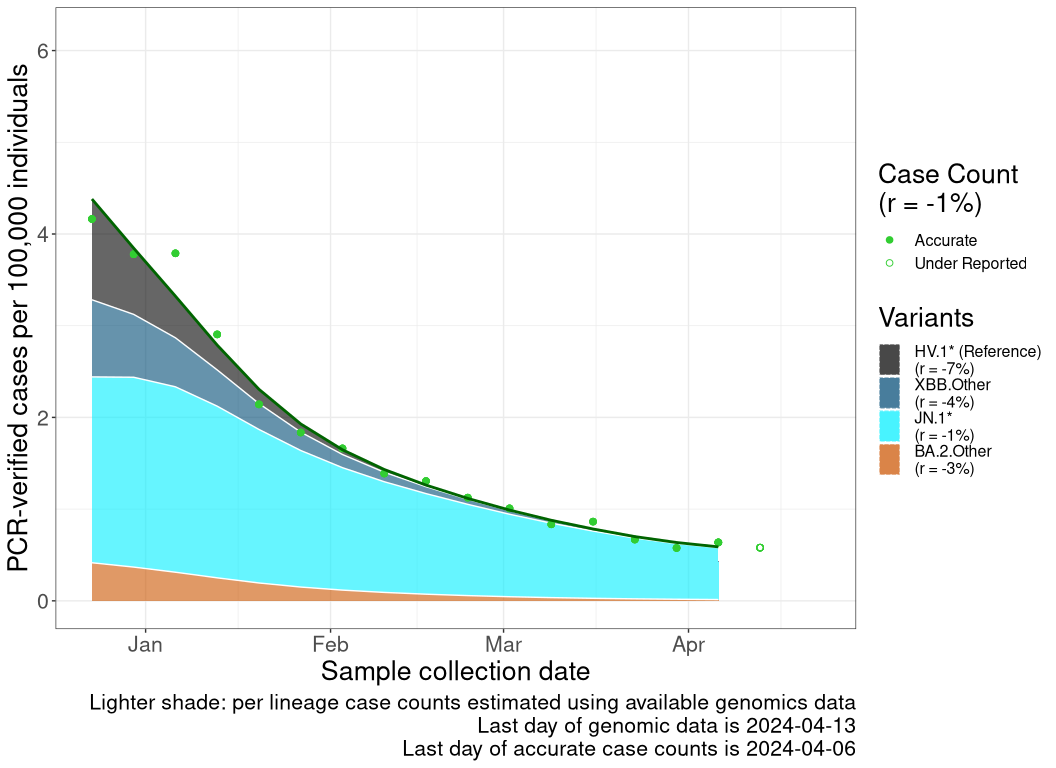 PCR-verified cases per 100,000 individuals
6
4
2
0
Jan
Feb
Mar
Apr
Sample collection date
Case Count
(r = -1%)
Accurate
Under Reported
Variants
HV.1* (Reference)
(r = -7%)
XBB.Other
(r = -4%)
JN.1*
(r = -1%)
BA.2.Other
(r = -3%)
Lighter shade: per lineage case counts estimated using available genomics data
Last day of genomic data is 2024-04-13
Last day of accurate case counts is 2024-04-06